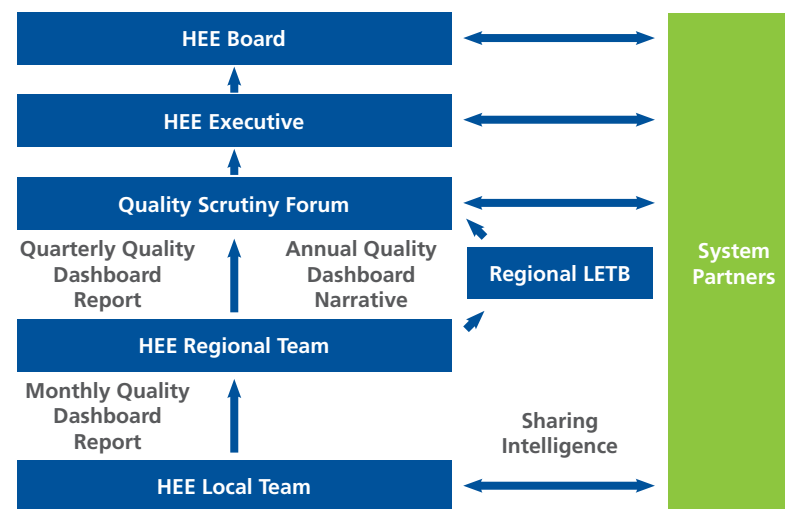 HEE Board
HEE Executive
Quality Scrutiny Forum
Quarterly Quality
Dashboard
Report
Annual Quality
Dashboard
Narrative
Regional LETB
System
Partners
HEE Regional Team
Monthly Quality
Dashboard
Report
Sharing
Intelligence
HEE Local Team